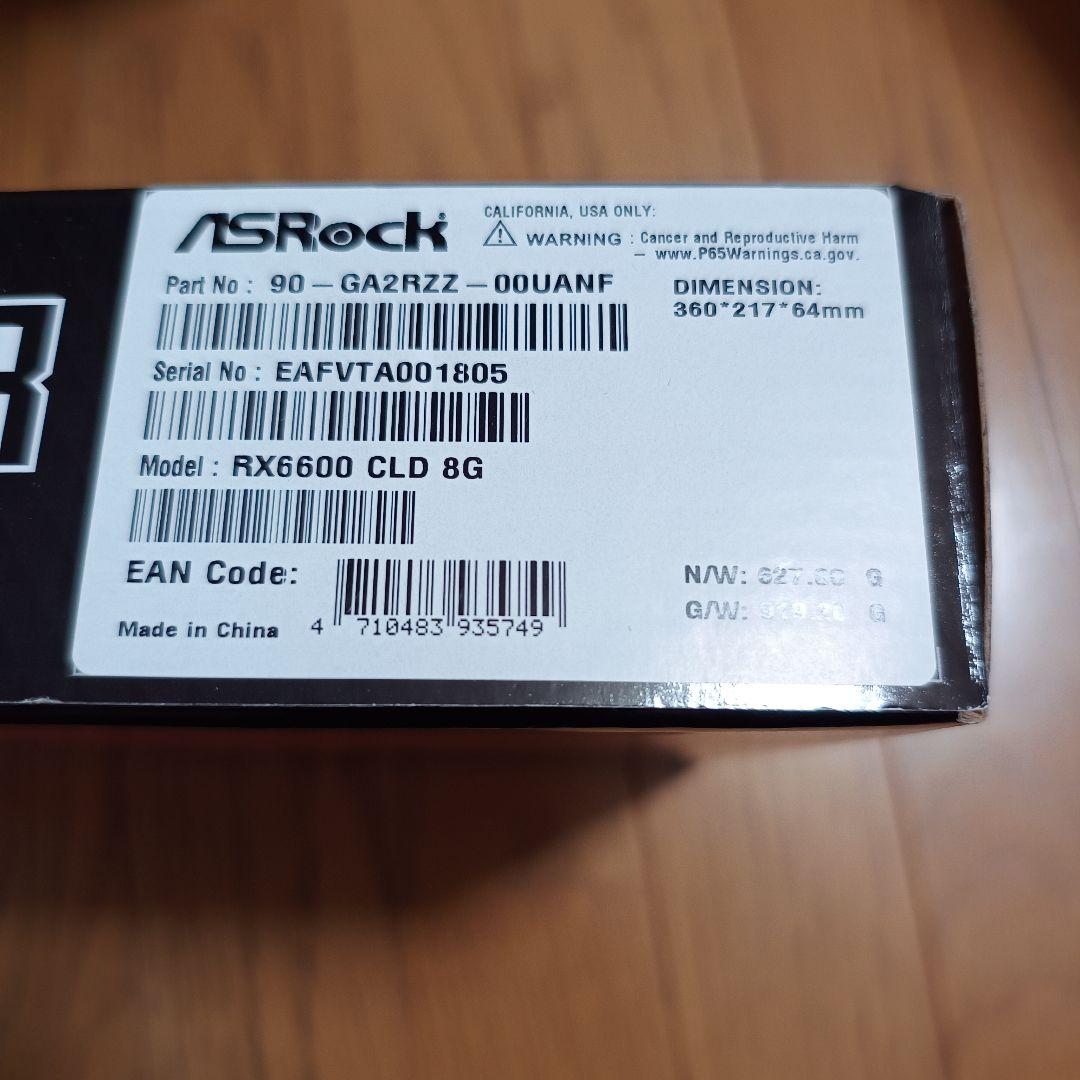 ASRock
CALIFORNIA, USA ONLY:
WARNING : Cancer and Reproductive Harm
– www.P65Warnings.ca.gov.
Part No : 90-GA2RZZ-00UANF
DIMENSION:
360*217*64mm
Serial No : EAFVTA001805
Model : RX6600 CLD 8G
EAN Code:
4 710483 935749
Made in China
N/W: G
G/W: G